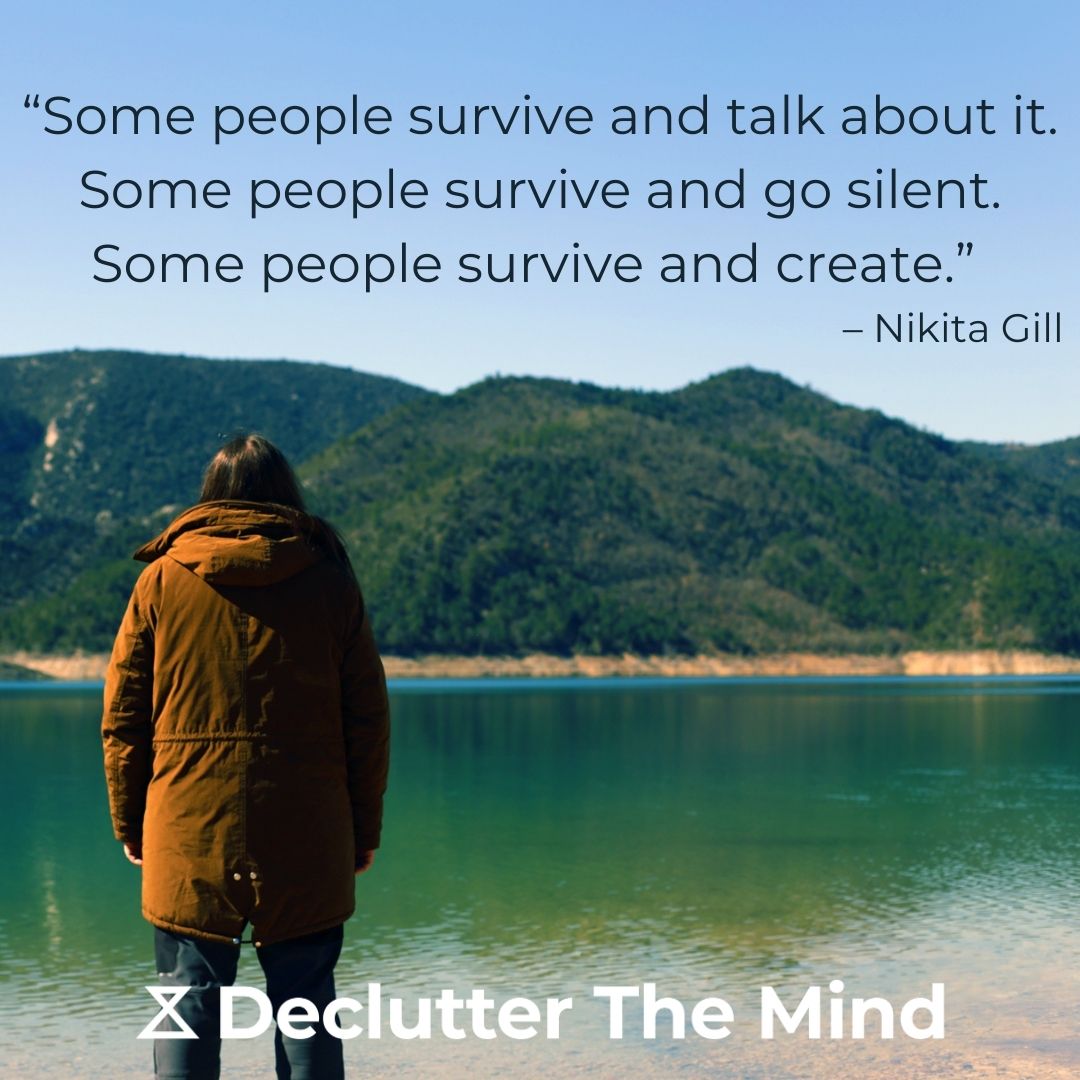 “Some people survive and talk about it.
Some people survive and go silent.
Some people survive and create.”
– Nikita Gill
Declutter The Mind